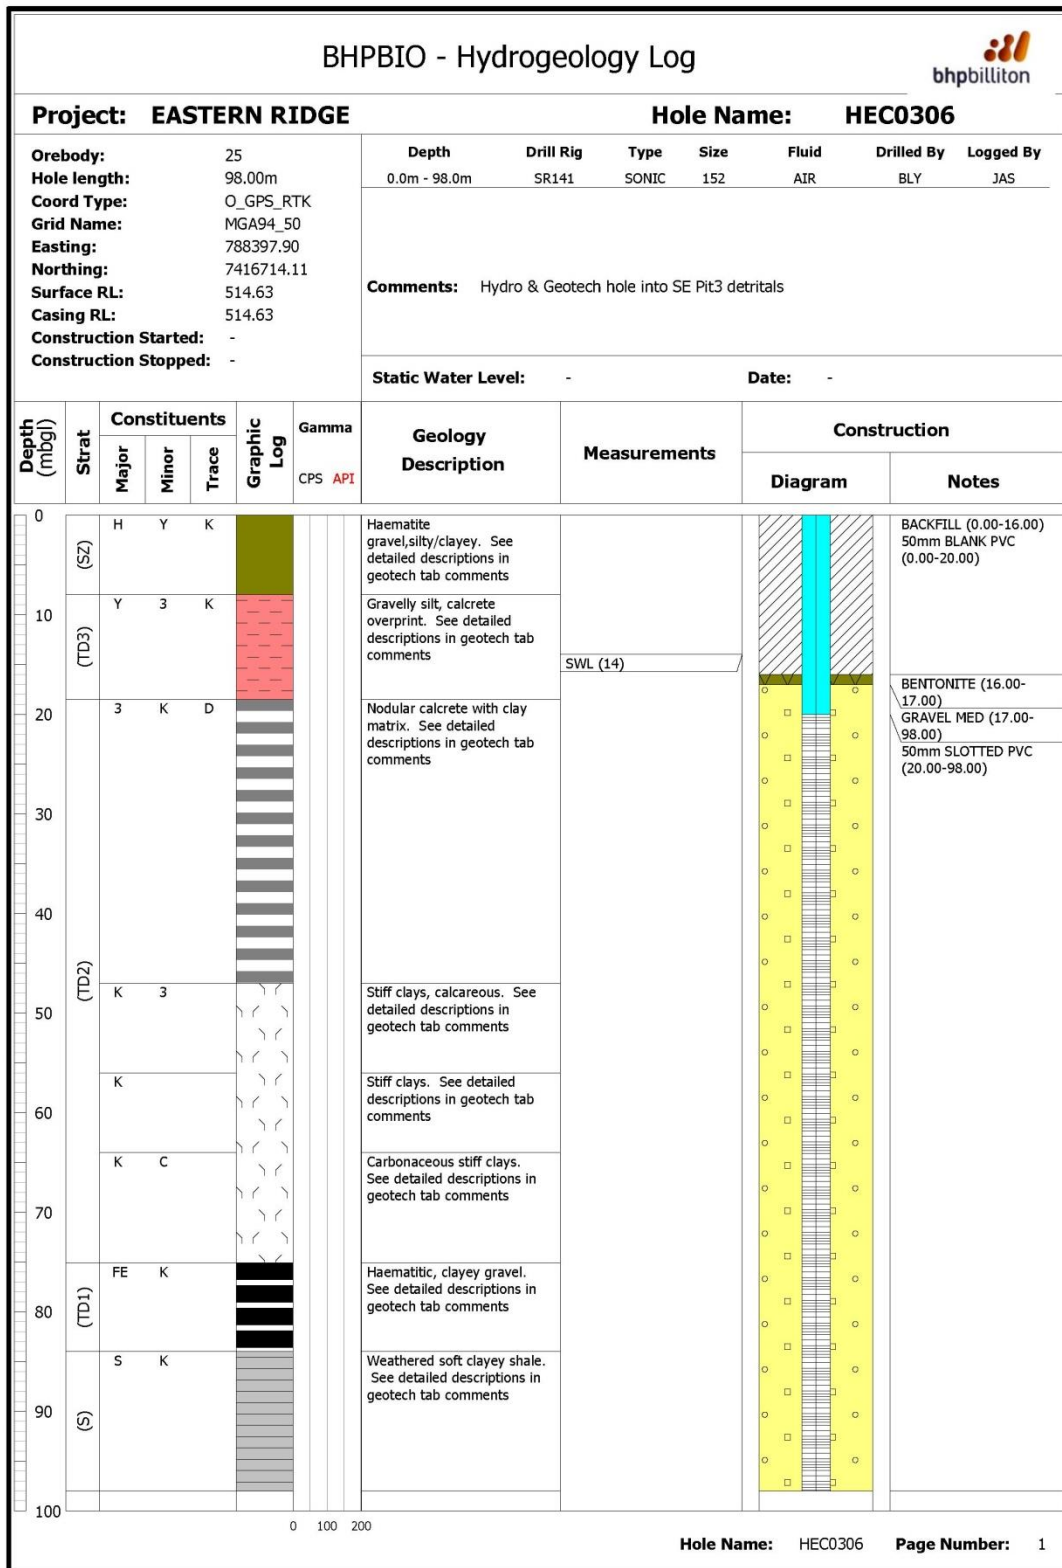 BHPBIO - Hydrogeology Log
bhpbilliton
Project: EASTERN RIDGE
Hole Name: HEC0306
Orebody: 25
Hole length: 98.00m
Coord Type: O_GPS_RTK
Grid Name: MGA94_50
Easting: 788397.90
Northing: 7416714.11
Surface RL: 514.63
Casing RL: 514.63
Construction Started: -
Construction Stopped: -
Depth Drill Rig Type Size Fluid Drilled By Logged By
0.0m - 98.0m SR141 SONIC 152 AIR BLY JAS
Comments: Hydro & Geotech hole into SE Pit3 detritals
Static Water Level: - Date: -
Depth
(mbgl)
Strat
Constituents
Major
Minor
Trace
Graphic
Log
Gamma
CPS API
Geology
Description
Measurements
Construction
Diagram
Notes
0
10
20
30
40
50
60
70
80
90
100
(SZ)
(TD3)
(TD2)
(TD1)
(S)
H Y K
Haematite
gravel,silty/clayey. See
detailed descriptions in
geotech tab comments
Y 3 K
Gravelly silt, calcrete
overprint. See detailed
descriptions in geotech tab
comments
3 K D
Nodular calcrete with clay
matrix. See detailed
descriptions in geotech tab
comments
K 3
Stiff clays, calcareous. See
detailed descriptions in
geotech tab comments
K
Stiff clays. See detailed
descriptions in geotech tab
comments
K C
Carbonaceous stiff clays.
See detailed descriptions in
geotech tab comments
FE K
Haematitic, clayey gravel.
See detailed descriptions in
geotech tab comments
S K
Weathered soft clayey shale.
See detailed descriptions in
geotech tab comments
SWL (14)
BACKFILL (0.00-16.00)
50mm BLANK PVC
(0.00-20.00)
BENTONITE (16.00-
17.00)
GRAVEL MED (17.00-
98.00)
50mm SLOTTED PVC
(20.00-98.00)
0 100 200
Hole Name: HEC0306 Page Number: 1